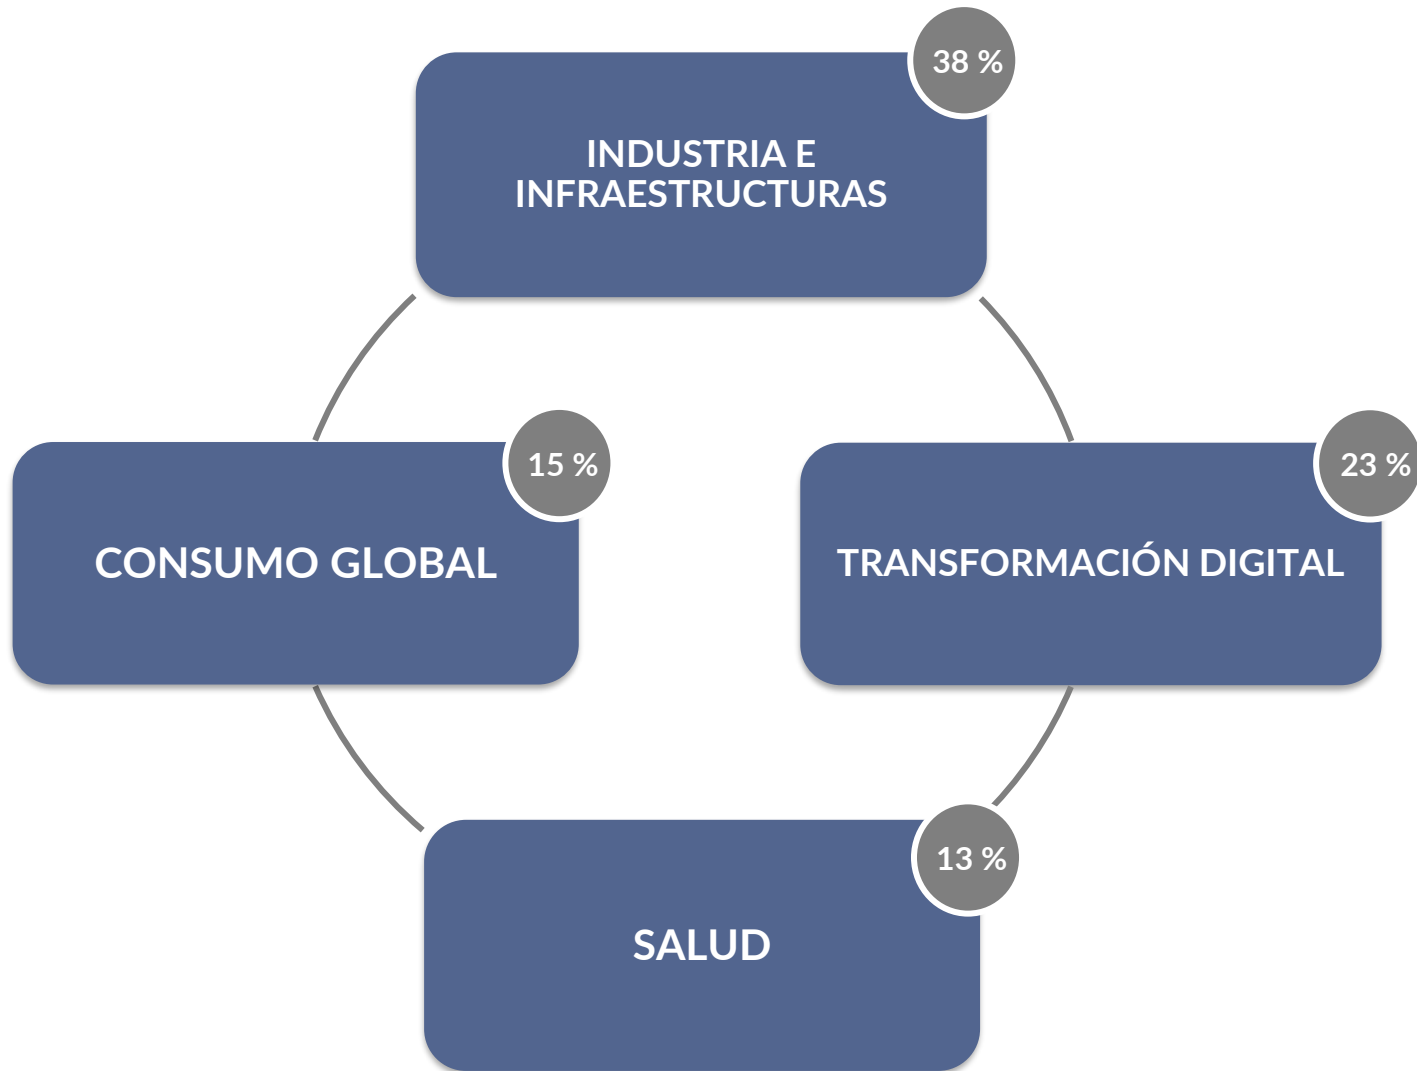 38 %
INDUSTRIA E
INFRAESTRUCTURAS
15 %
CONSUMO GLOBAL
23 %
TRANSFORMACIÓN DIGITAL
13 %
SALUD